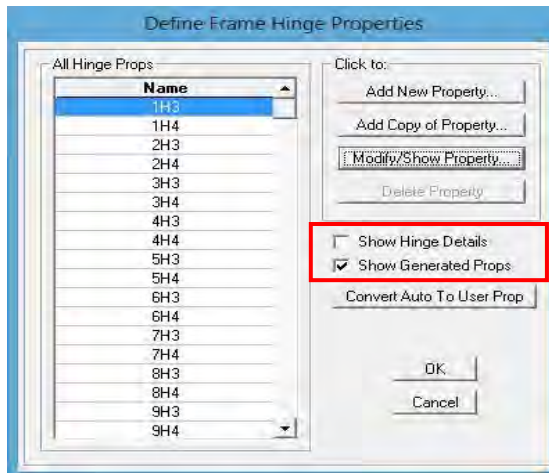 Define Frame Hinge Properties
All Hinge Props
Name
1H3
1H4
2H3
2H4
3H3
3H4
4H3
4H4
5H3
5H4
6H3
6H4
7H3
7H4
8H3
8H4
9H3
9H4
Click to:
Add New Property...
Add Copy of Property...
Modify/Show Property...
Delete Property
Show Hinge Details
Show Generated Props
Convert Auto To User Prop
OK
Cancel